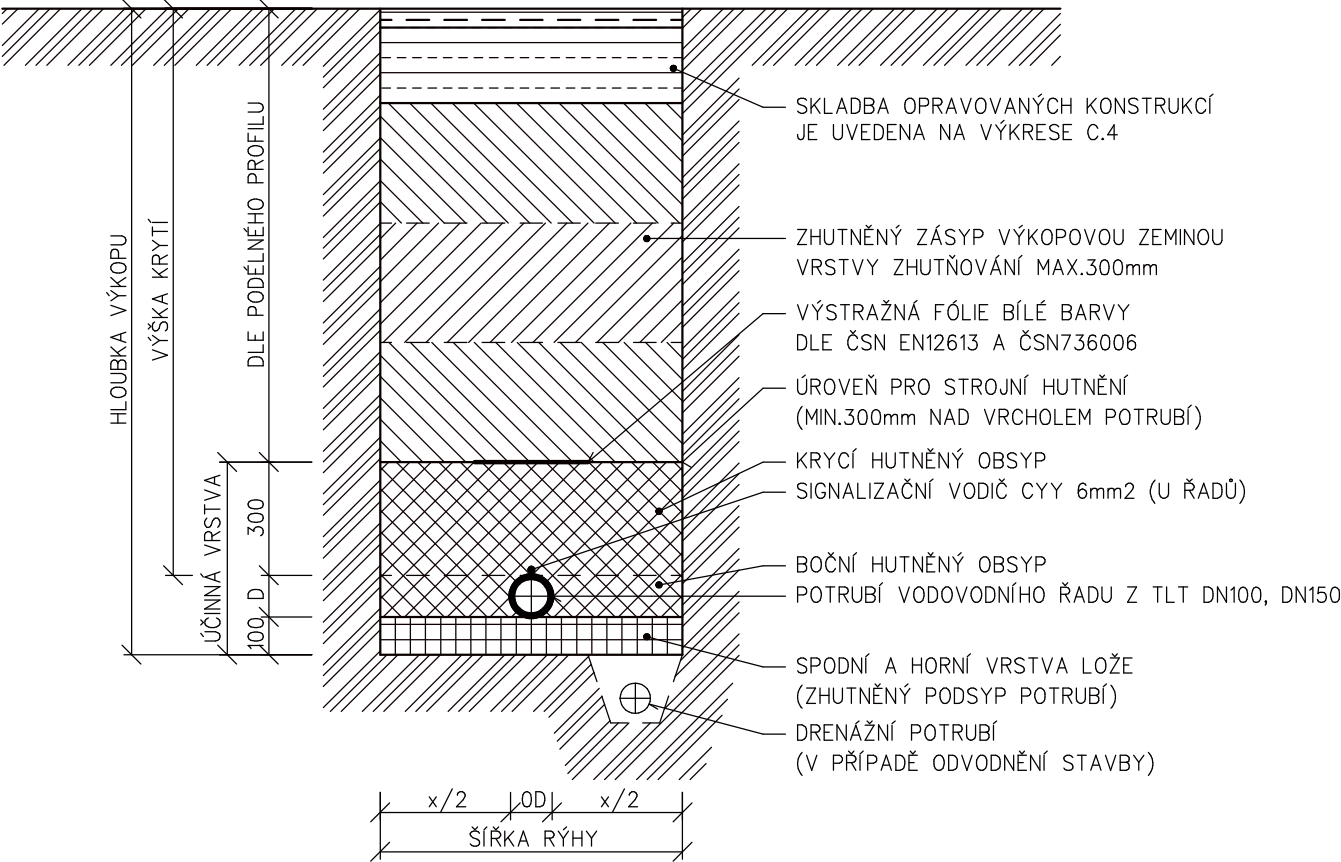 SKLADBA OPRAVOVANÝCH KONSTRUKCÍ
JE UVEDENA NA VÝKRESE C.4
ZHUTNĚNÝ ZÁSYP VÝKOPOVOU ZEMINOU
VRSTVY ZHUTŇOVÁNÍ MAX.300mm
VÝSTRAŽNÁ FÓLIE BÍLÉ BARVY
DLE ČSN EN12613 A ČSN736006
ÚROVEŇ PRO STROJNÍ HUTNĚNÍ
(MIN.300mm NAD VRCHOLEM POTRUBÍ)
KRYCÍ HUTNĚNÝ OBSYP
SIGNALIZAČNÍ VODIČ CYY 6mm2 (U ŘADŮ)
BOČNÍ HUTNĚNÝ OBSYP
POTRUBÍ VODOVODNÍHO ŘADU Z TLT DN100, DN150
SPODNÍ A HORNÍ VRSTVA LOŽE
(ZHUTNĚNÝ PODSYP POTRUBÍ)
DRENÁŽNÍ POTRUBÍ
(V PŘÍPADĚ ODVODNĚNÍ STAVBY)
HLOUBKA VÝKOPU
VÝŠKA KRYTÍ
DLE PODÉLNÉHO PROFILU
ÚČINNÁ VRSTVA
300
D
100
x/2
OD
x/2
ŠÍŘKA RÝHY